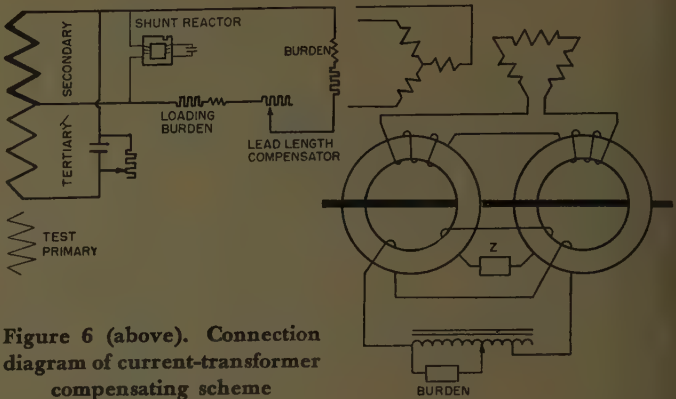 SHUNT REACTOR
SECONDARY
BURDEN
LOADING
BURDEN
LEAD LENGTH
COMPENSATOR
TERTIARY
TEST
PRIMARY
Z
BURDEN
Figure 6 (above). Connection
diagram of current-transformer
compensating scheme